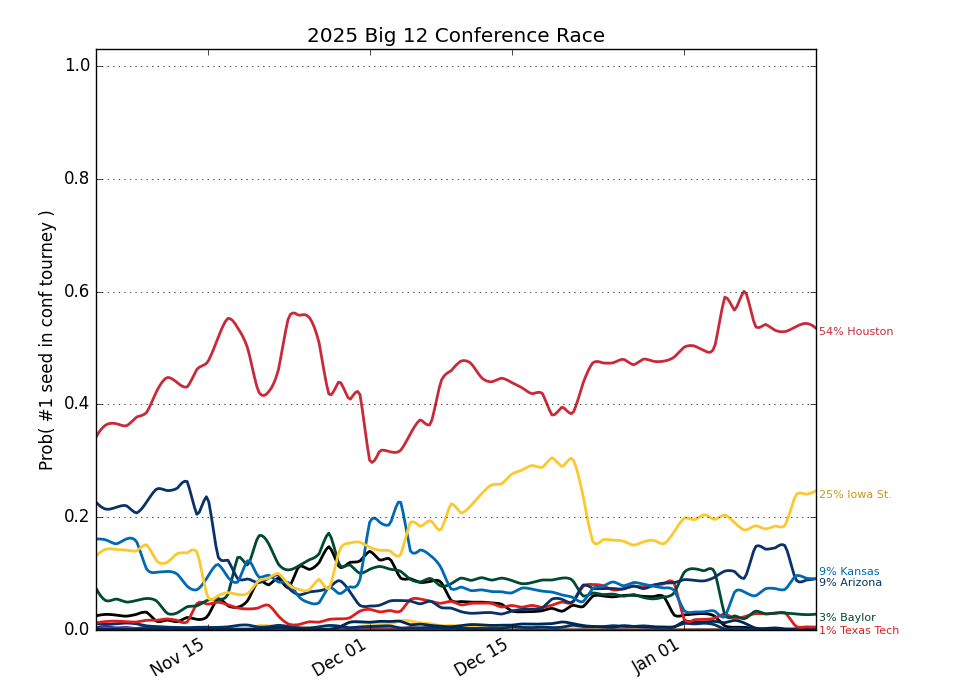 2025 Big 12 Conference Race
Prob( #1 seed in conf tourney )
1.0
0.8
0.6
0.4
0.2
0.0
Nov 15
Dec 01
Dec 15
Jan 01
54% Houston
25% Iowa St.
9% Kansas
9% Arizona
3% Baylor
1% Texas Tech